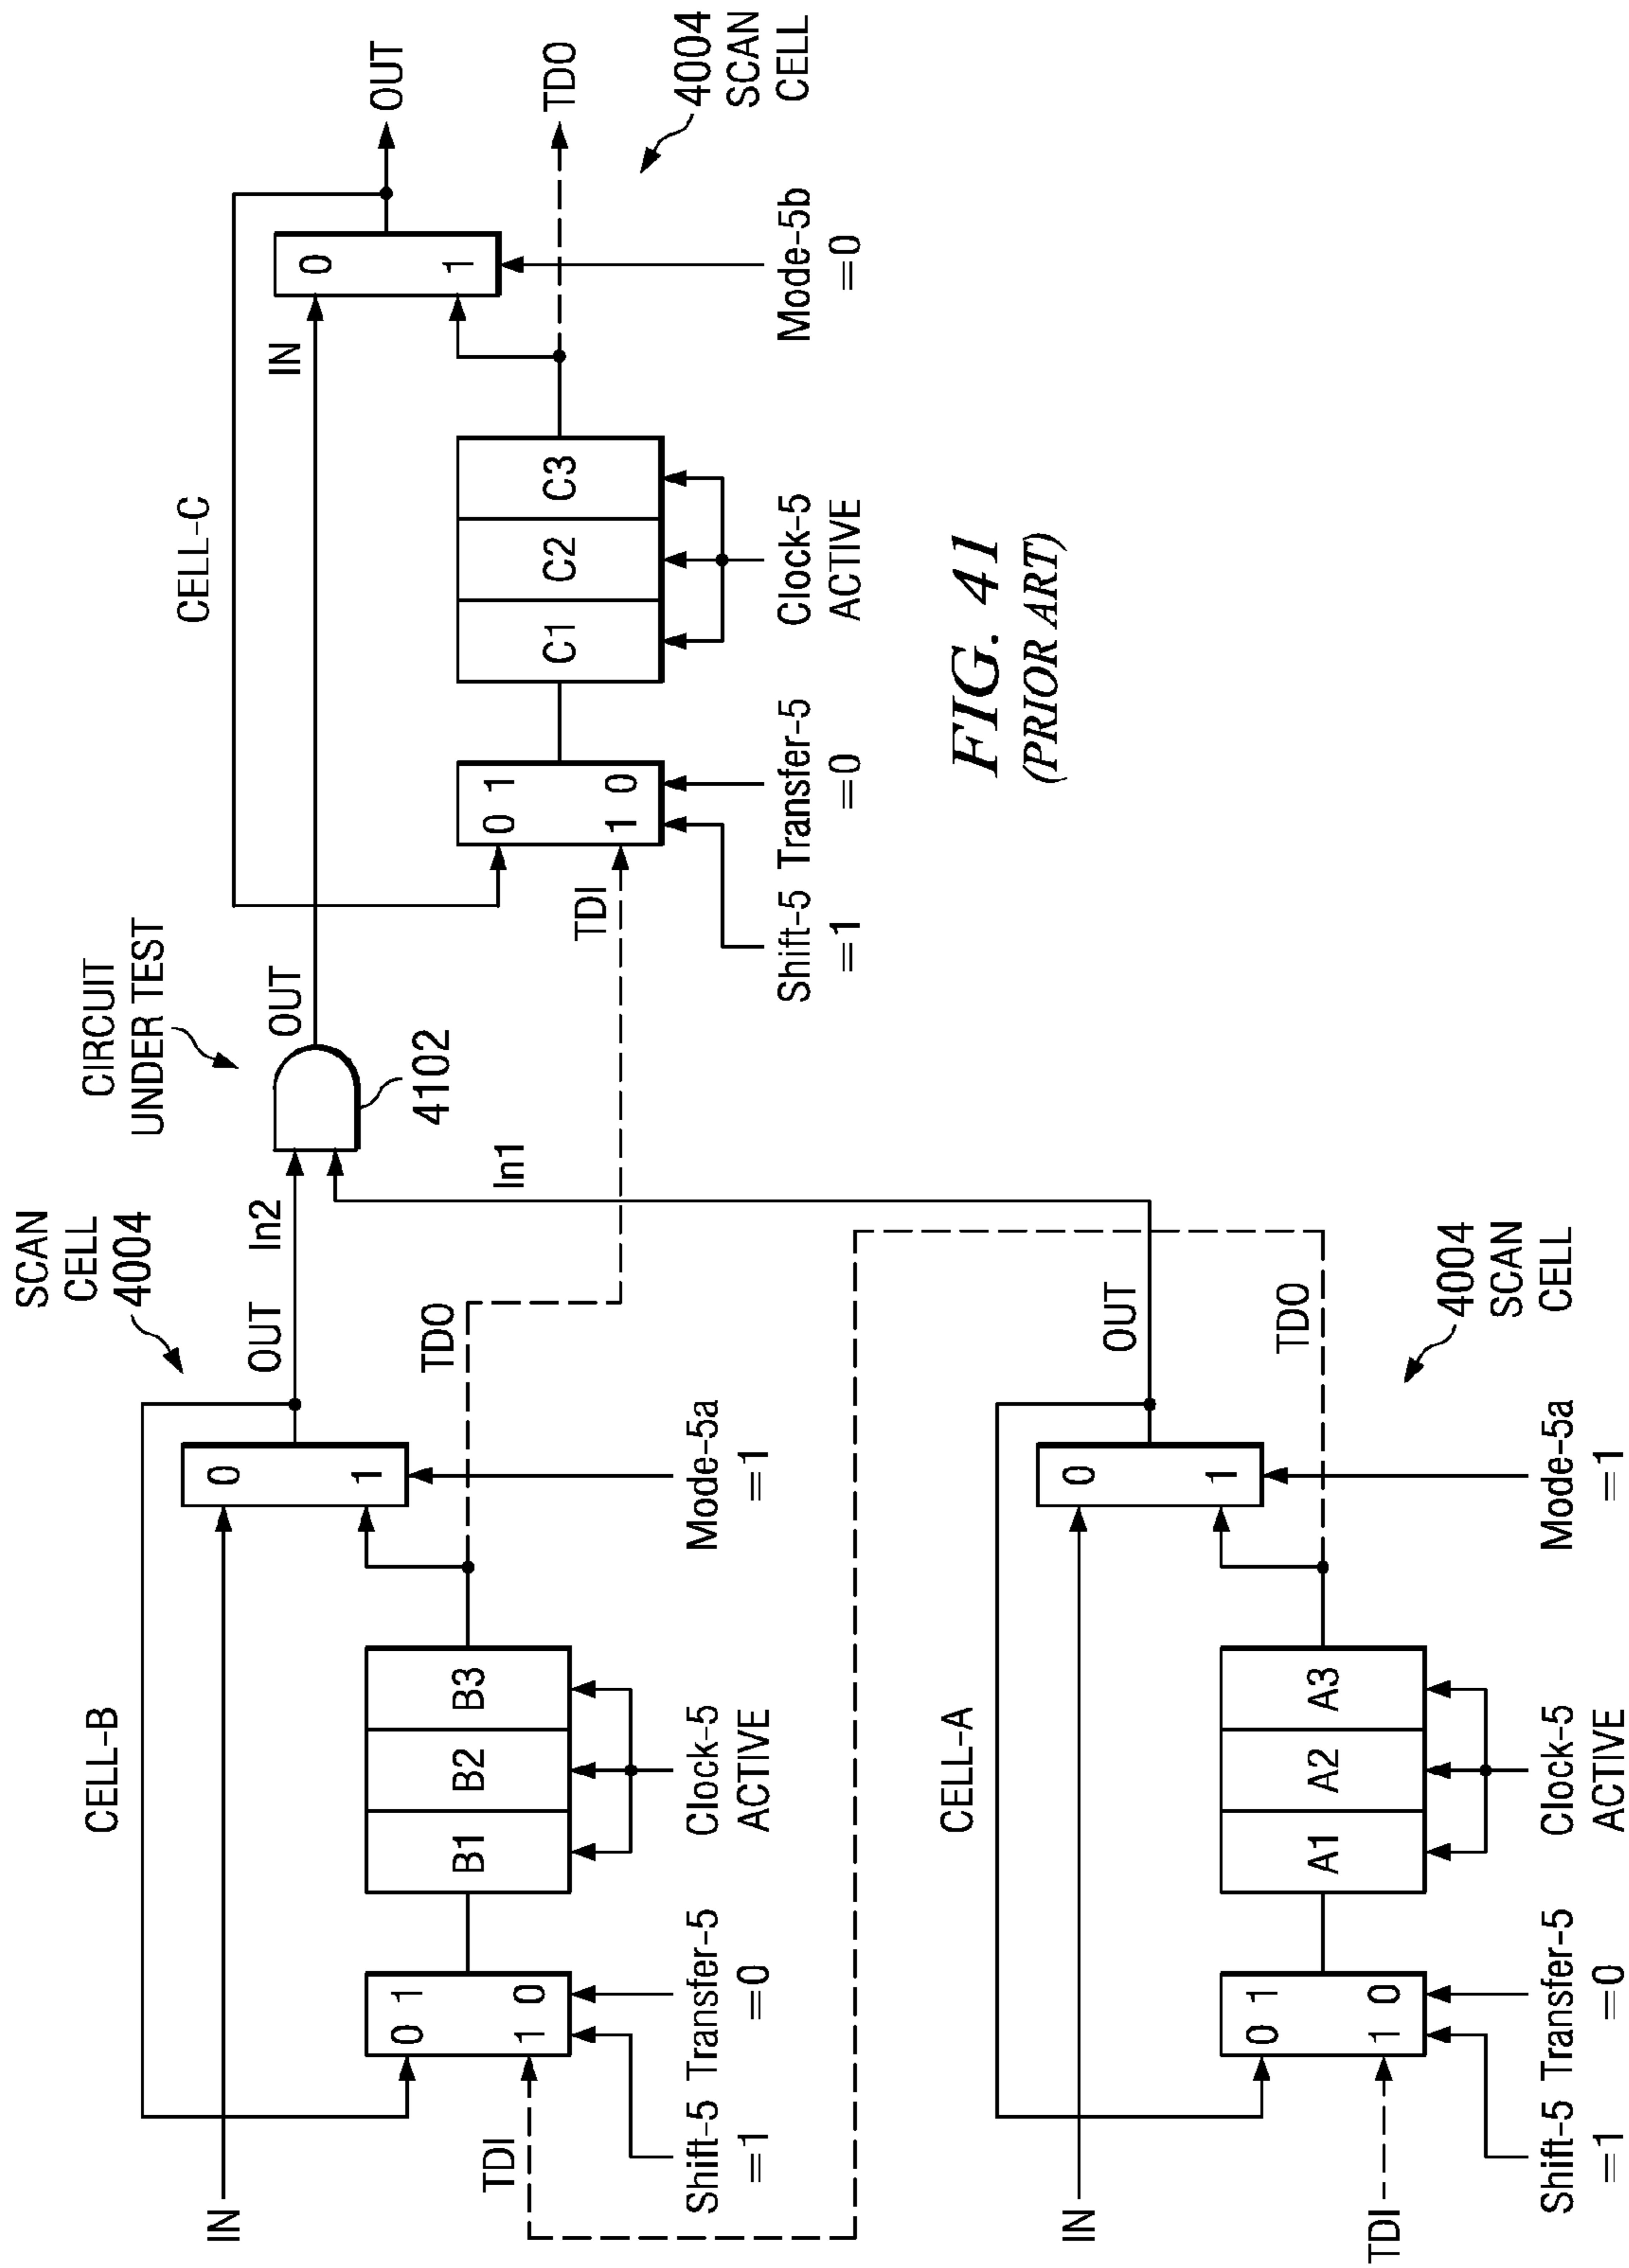 SCAN
CELL
4004
CELL-B
IN
OUT
In2
0
1
0 1
1 0
B1
B2
B3
TDI
TDO
Shift-5
=1
Transfer-5
=0
Clock-5
ACTIVE
Mode-5a
=1
CIRCUIT
UNDER TEST
4102
OUT
In1
CELL-C
IN
OUT
0
1
0 1
1 0
C1
C2
C3
TDI
TDO
Shift-5
=1
Transfer-5
=0
Clock-5
ACTIVE
Mode-5b
=0
4004
SCAN
CELL
CELL-A
IN
OUT
0
1
0 1
1 0
A1
A2
A3
TDI
TDO
Shift-5
=1
Transfer-5
=0
Clock-5
ACTIVE
Mode-5a
=1
4004
SCAN
CELL
FIG. 41
(PRIOR ART)